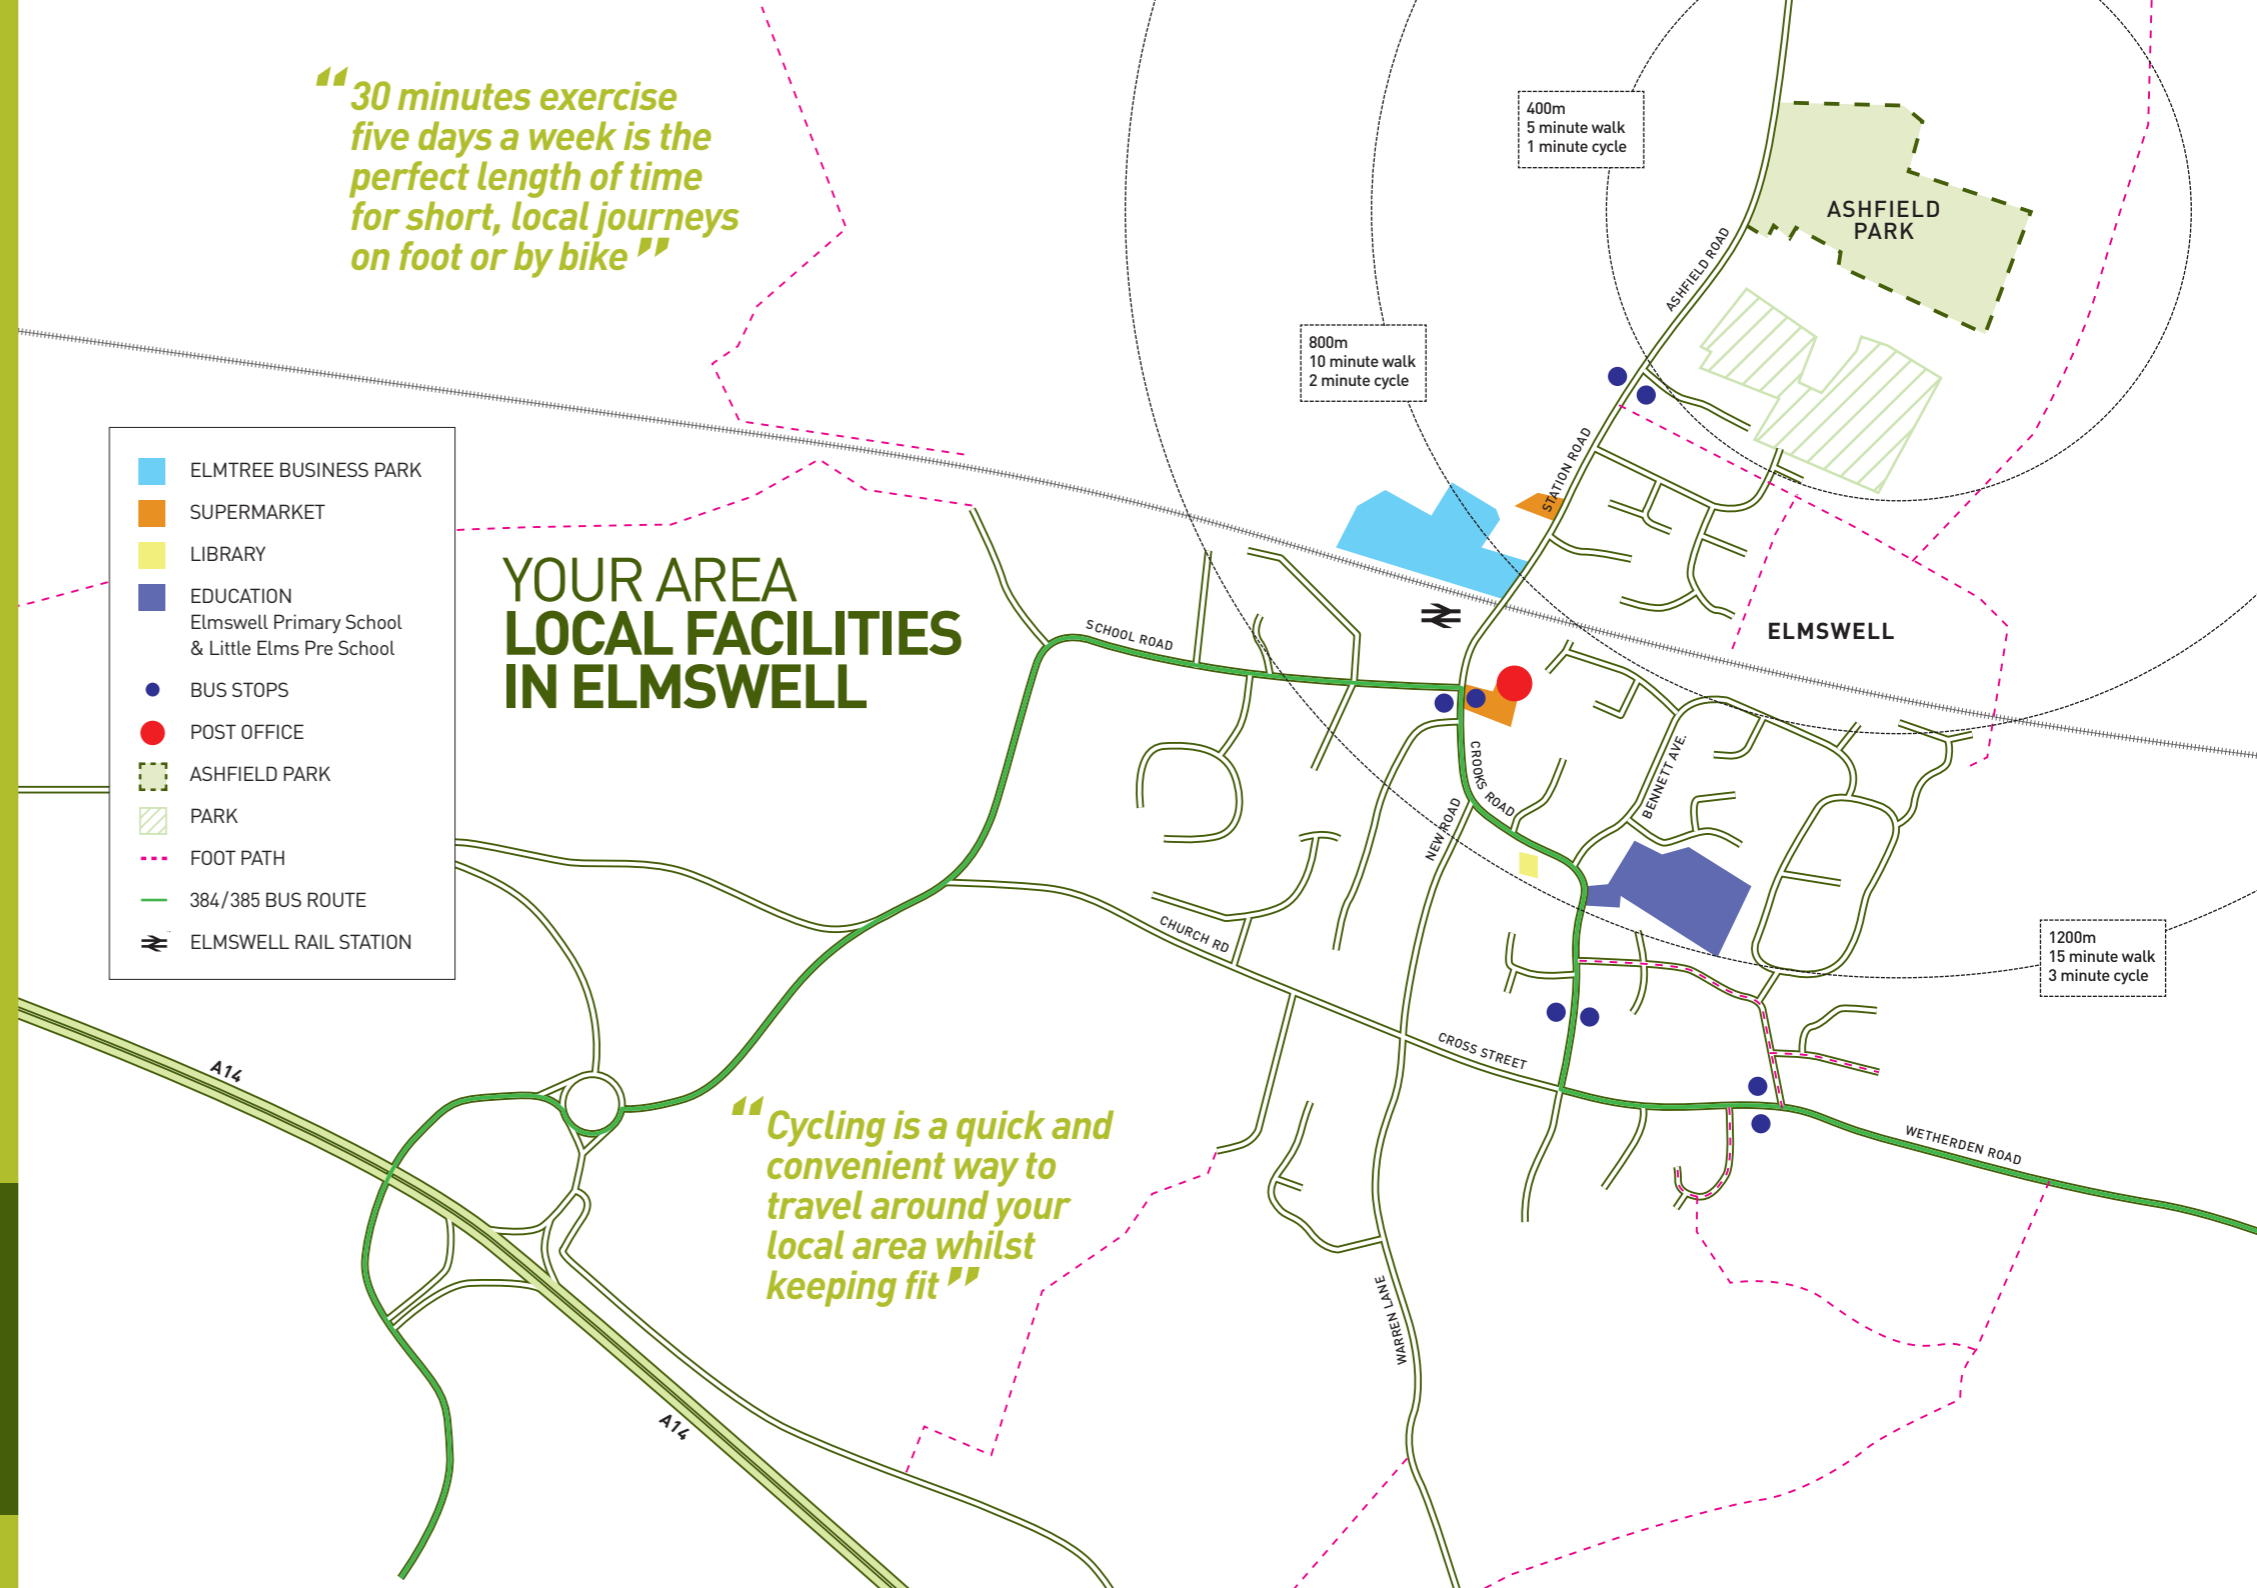 “30 minutes exercise
five days a week is the
perfect length of time
for short, local journeys
on foot or by bike”
400m
5 minute walk
1 minute cycle
ASHFIELD
PARK
ASHFIELD ROAD
800m
10 minute walk
2 minute cycle
STATION ROAD
ELMTREE BUSINESS PARK
SUPERMARKET
LIBRARY
EDUCATION
Elmswell Primary School
& Little Elms Pre School
BUS STOPS
POST OFFICE
ASHFIELD PARK
PARK
FOOT PATH
384/385 BUS ROUTE
ELMSWELL RAIL STATION
YOUR AREA
LOCAL FACILITIES
IN ELMSWELL
SCHOOL ROAD
ELMSWELL
CROOKS ROAD
BENNETT AVE.
NEW ROAD
CHURCH RD
1200m
15 minute walk
3 minute cycle
CROSS STREET
A14
“Cycling is a quick and
convenient way to
travel around your
local area whilst
keeping fit”
WETHERDEN ROAD
WARREN LANE
A14